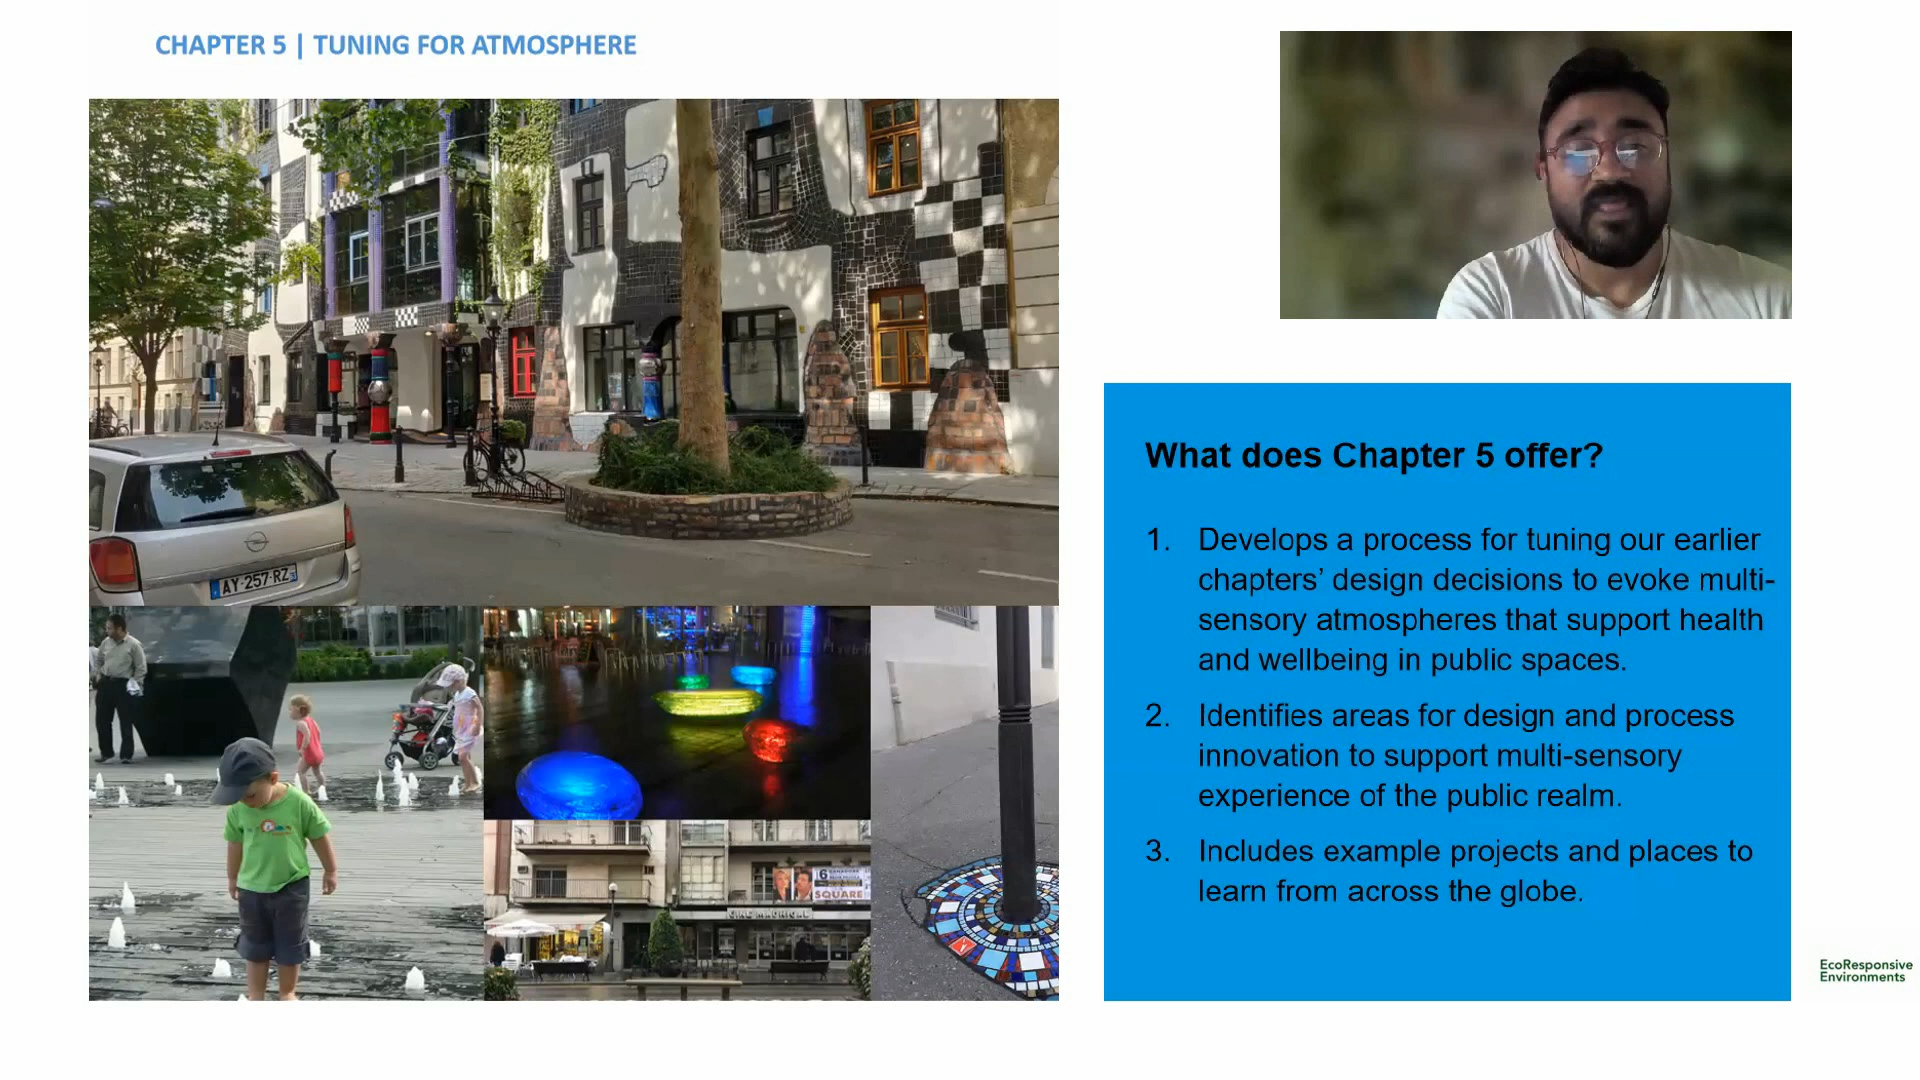 CHAPTER 5 | TUNING FOR ATMOSPHERE
AY-257-RZ
6
SQUARE
CINE MADRIGAL
What does Chapter 5 offer?
1. Develops a process for tuning our earlier
chapters’ design decisions to evoke multi-
sensory atmospheres that support health
and wellbeing in public spaces.
2. Identifies areas for design and process
innovation to support multi-sensory
experience of the public realm.
3. Includes example projects and places to
learn from across the globe.
EcoResponsive
Environments